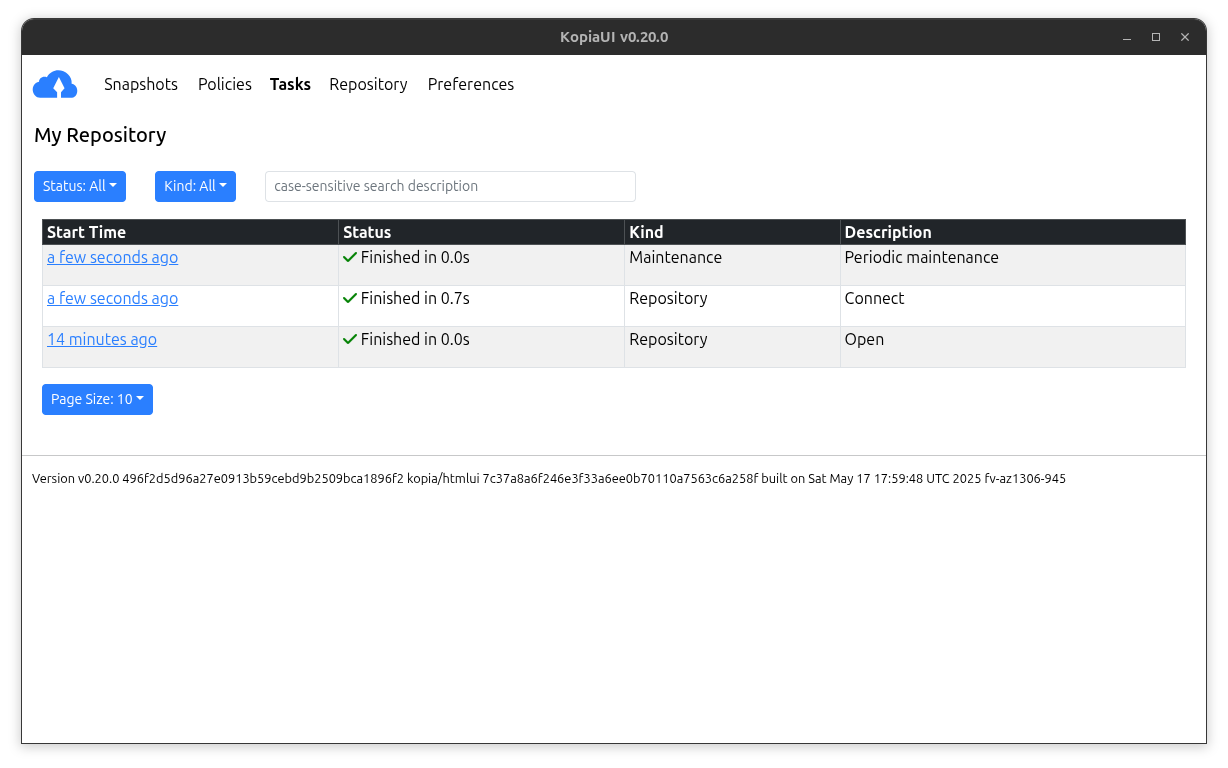 KopiaUI v0.20.0
Snapshots Policies Tasks Repository Preferences
My Repository
Status: All Kind: All case-sensitive search description
Start Time Status Kind Description
a few seconds ago Finished in 0.0s Maintenance Periodic maintenance
a few seconds ago Finished in 0.7s Repository Connect
14 minutes ago Finished in 0.0s Repository Open
Page Size: 10
Version v0.20.0 496f2d5d96a27e0913b59cebd9b2509bca1896f2 kopia/htmlui 7c37a8a6f246e3f33a6ee0b70110a7563c6a258f built on Sat May 17 17:59:48 UTC 2025 fv-az1306-945